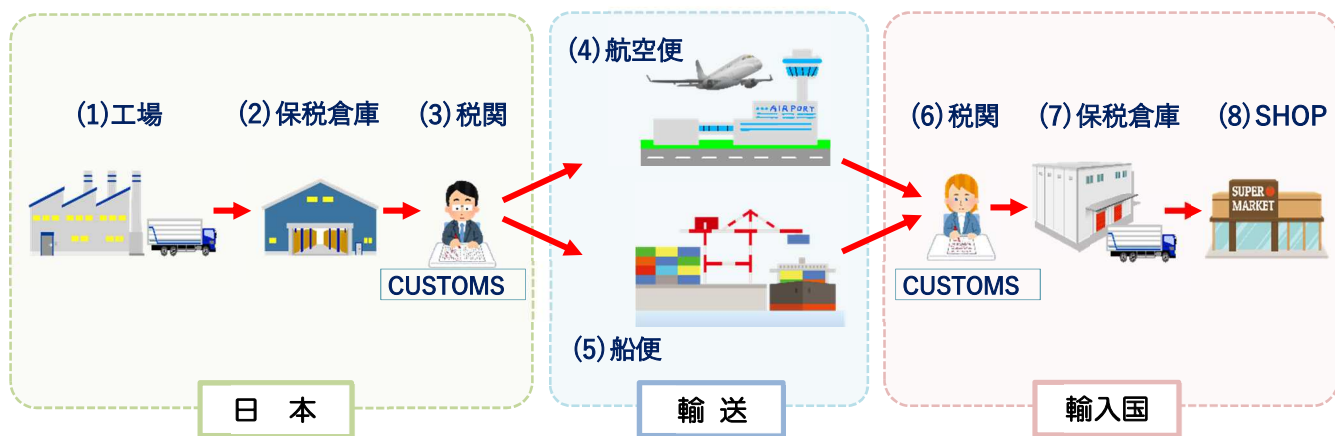 (1)工場
(2)保税倉庫
(3)税関
CUSTOMS
日 本
(4)航空便
AIRPORT
(5)船便
輸 送
(6)税関
CUSTOMS
(7)保税倉庫
(8)SHOP
SUPER
MARKET
輸入国